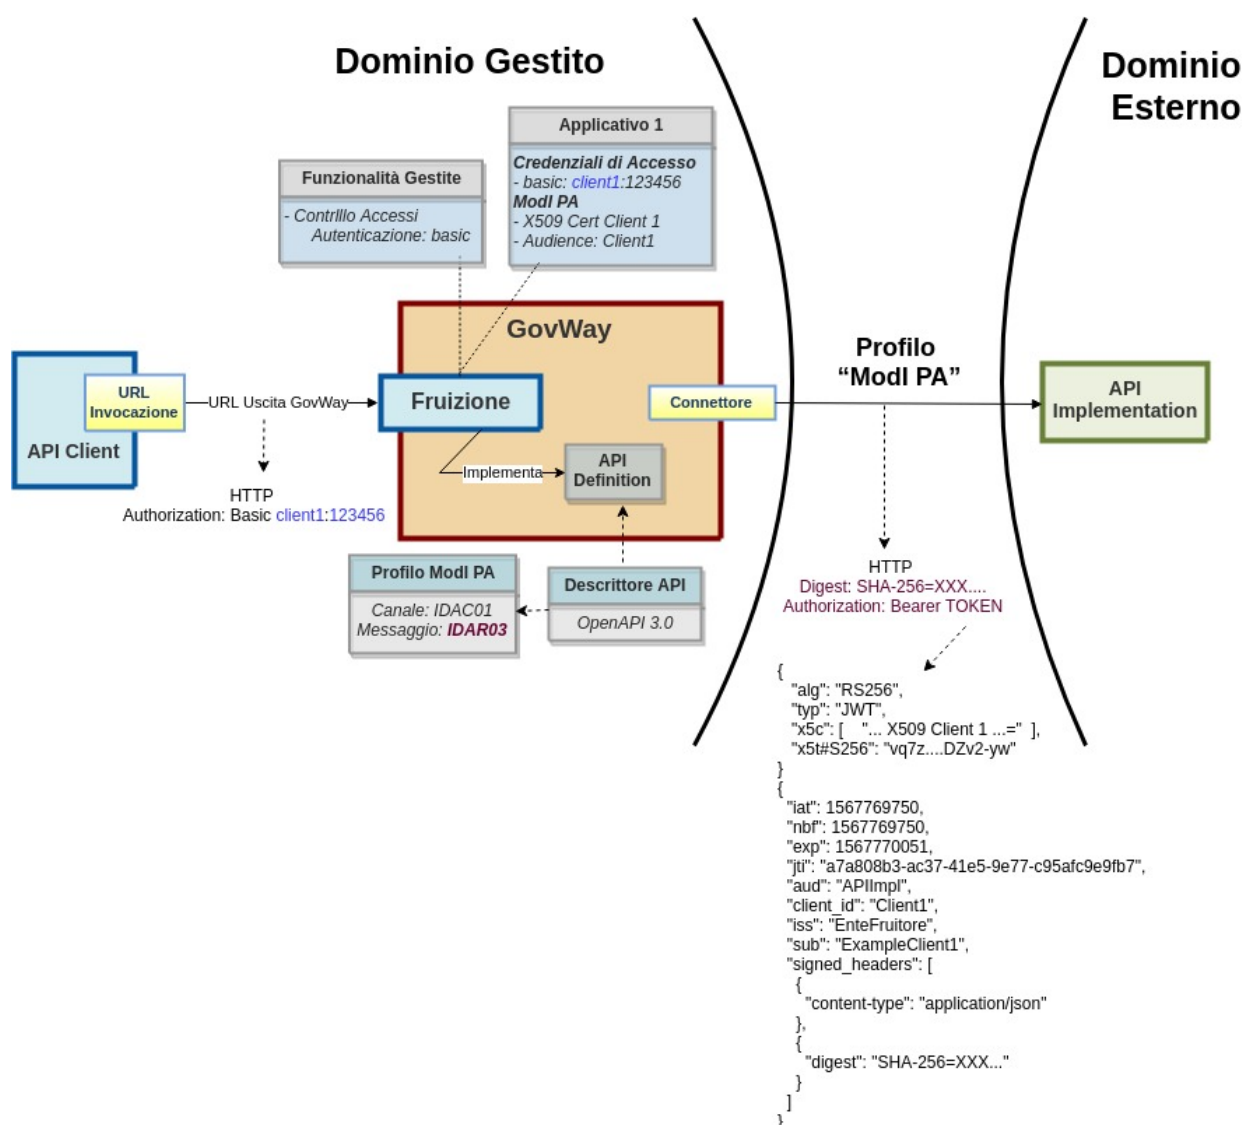 Dominio Gestito
Dominio
Esterno
Applicativo 1
Credenziali di Accesso
- basic: client1:123456
ModI PA
- X509 Cert Client 1
- Audience: Client1
Funzionalità Gestite
- Contrlllo Accessi
Autenticazione: basic
GovWay
Profilo
“ModI PA”
URL
Invocazione
API Client
URL Uscita GovWay
Fruizione
Connettore
API
Implementation
Implementa
API
Definition
HTTP
Authorization: Basic client1:123456
Profilo ModI PA
Canale: IDAC01
Messaggio: IDAR03
Descrittore API
OpenAPI 3.0
HTTP
Digest: SHA-256=XXX....
Authorization: Bearer TOKEN
{
"alg": "RS256",
"typ": "JWT",
"x5c": [ "... X509 Client 1 ...=" ],
"x5t#S256": "vq7z....DZv2-yw"
}
{
"iat": 1567769750,
"nbf": 1567769750,
"exp": 1567770051,
"jti": "a7a808b3-ac37-41e5-9e77-c95afc9e9fb7",
"aud": "APIImpl",
"client_id": "Client1",
"iss": "EnteFruitore",
"sub": "ExampleClient1",
"signed_headers": [
{
"content-type": "application/json"
},
{
"digest": "SHA-256=XXX..."
}
]
}